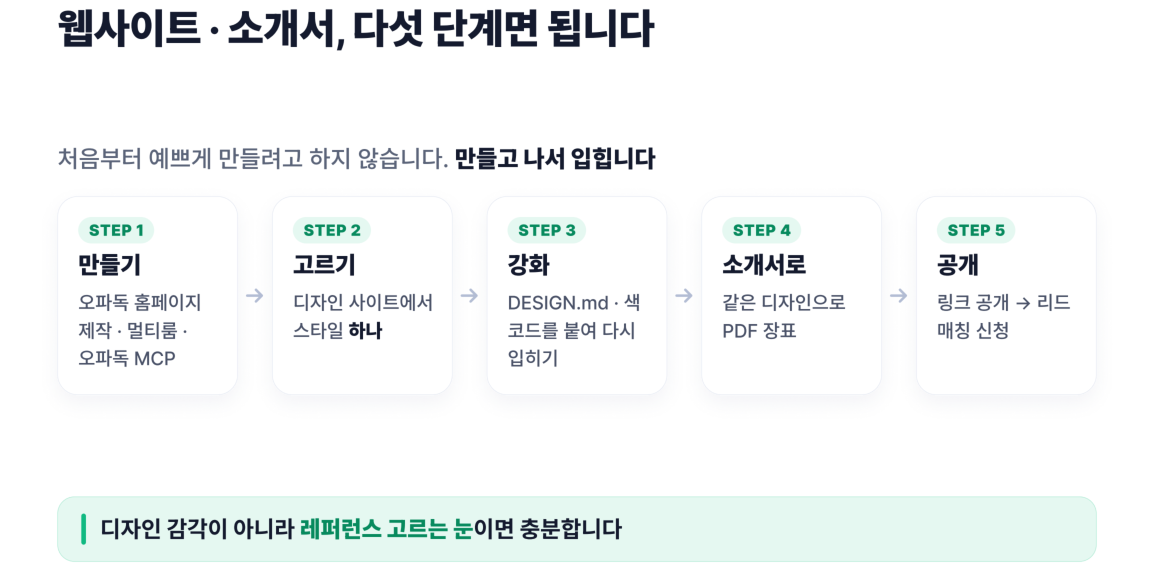 웹사이트 · 소개서, 다섯 단계면 됩니다
처음부터 예쁘게 만들려고 하지 않습니다. 만들고 나서 입힙니다
STEP 1
만들기
오파독 홈페이지
제작 · 멀티룸 ·
오파독 MCP
→
STEP 2
고르기
디자인 사이트에서
스타일 하나
→
STEP 3
강화
DESIGN.md · 색
코드를 붙여 다시
입히기
→
STEP 4
소개서로
같은 디자인으로
PDF 장표
→
STEP 5
공개
링크 공개 → 리드
매칭 신청
디자인 감각이 아니라 레퍼런스 고르는 눈이면 충분합니다